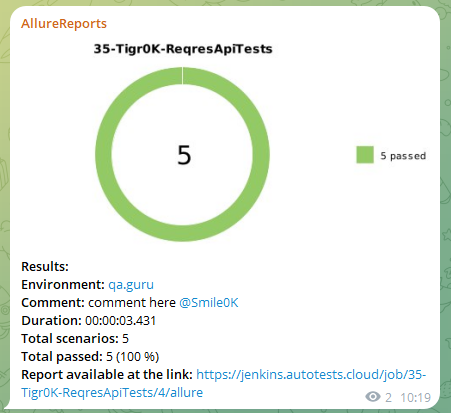 AllureReports
35-Tigr0K-ReqresApiTests
5
5 passed
Results:
Environment: qa.guru
Comment: comment here @Smile0K
Duration: 00:00:03.431
Total scenarios: 5
Total passed: 5 (100 %)
Report available at the link: https://jenkins.autotests.cloud/job/35-
Tigr0K-ReqresApiTests/4/allure
2 10:19